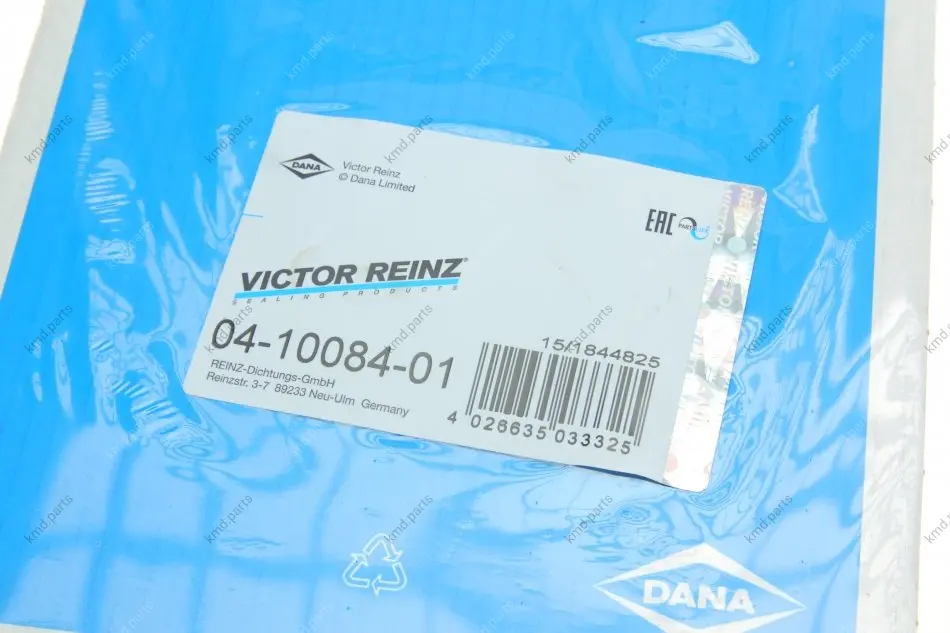 DANA
Victor Reinz
© Dana Limited
EAC
VICTOR REINZ®
SEALING PRODUCTS
04-10084-01
REINZ-Dichtungs-GmbH
Reinzstr. 3-7 89233 Neu-Ulm Germany
15/1844825
4 026635 033325
DANA
kmd.parts